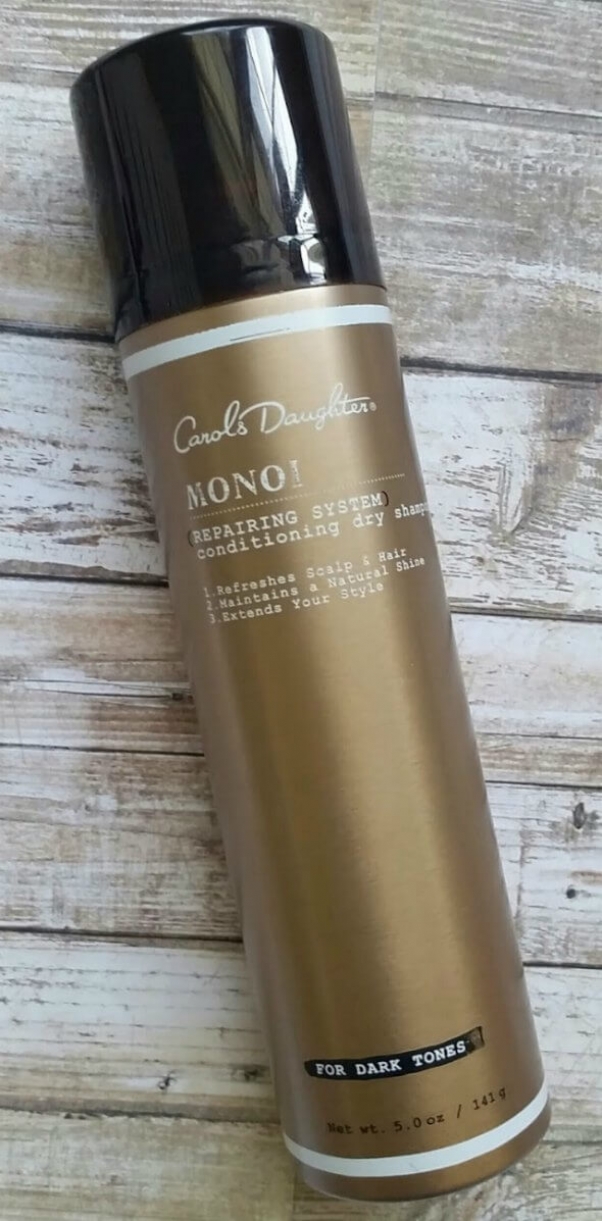 Carol's Daughter®
MONOI
(REPAIRING SYSTEM)
conditioning dry
1.Refreshes Scalp & Hair
2.Maintains a Natural Shine
3.Extends Your Style
FOR DARK TONES
Net wt. 5.0 oz / 141 g